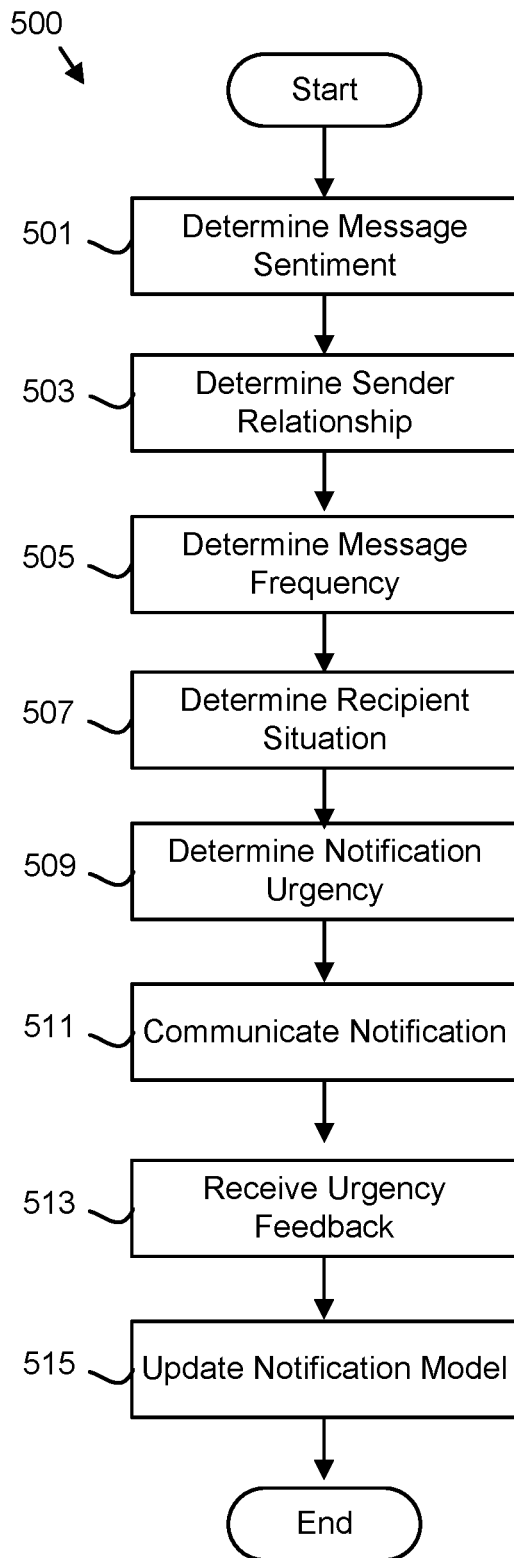 500
Start
501
Determine Message
Sentiment
503
Determine Sender
Relationship
505
Determine Message
Frequency
507
Determine Recipient
Situation
509
Determine Notification
Urgency
511
Communicate Notification
513
Receive Urgency
Feedback
515
Update Notification Model
End